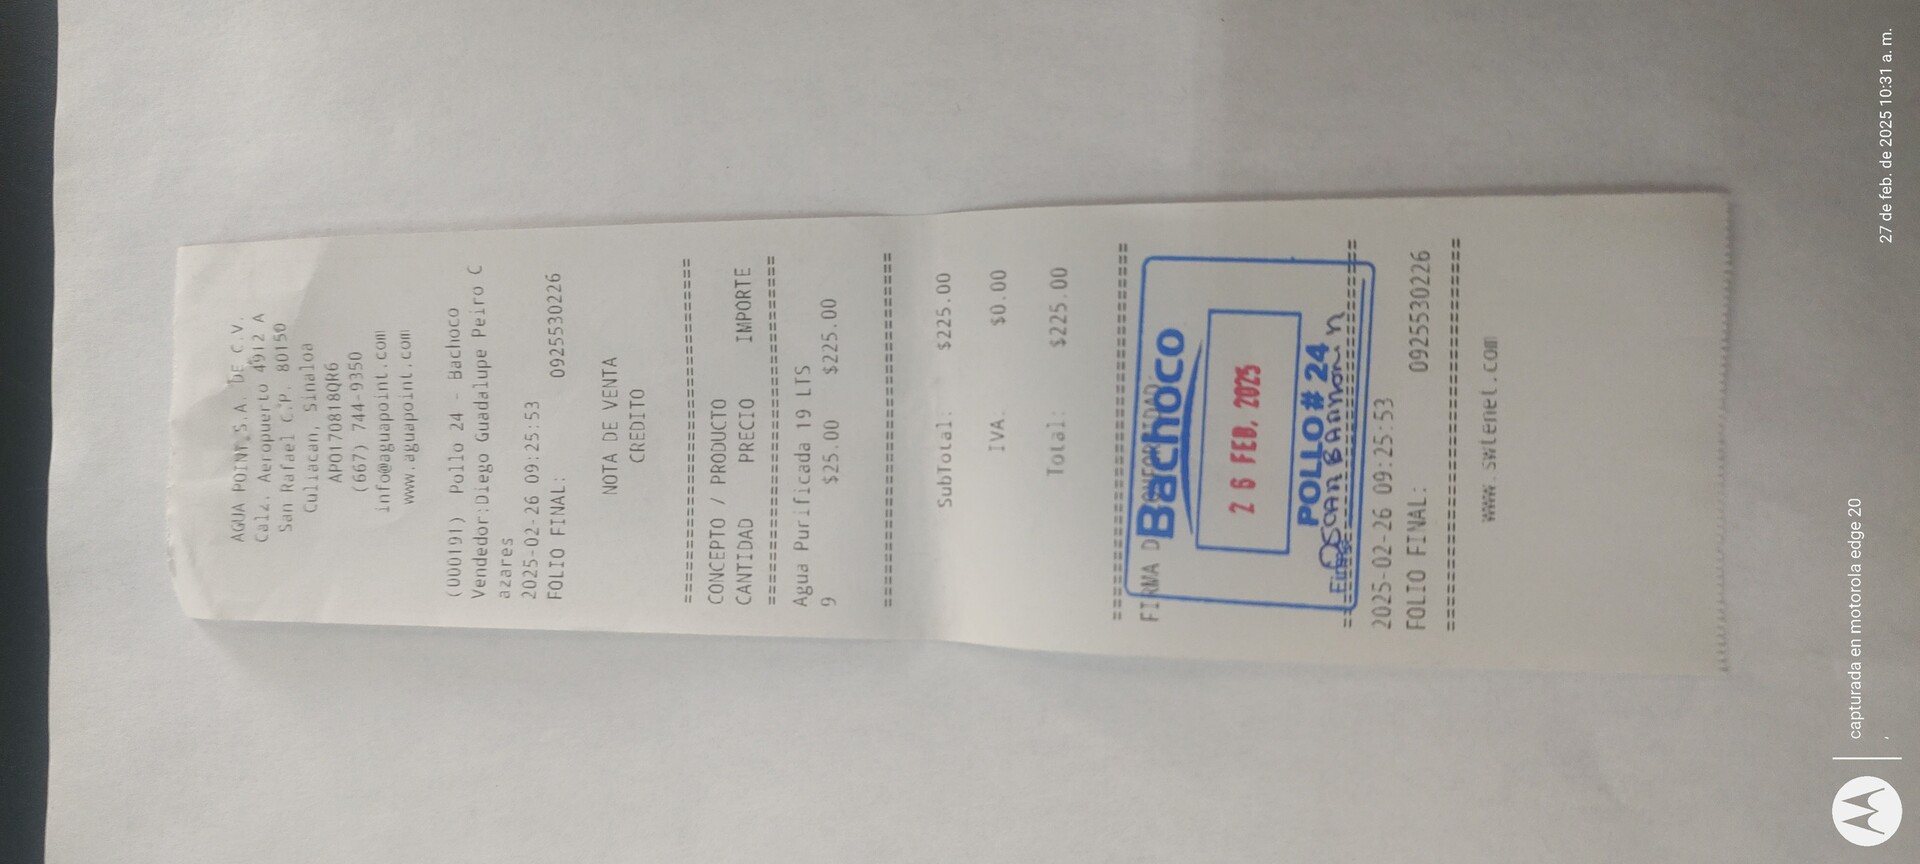 AGUA POINT S.A. DE C.V.
Calz. Aeropuerto 4912 A
San Rafael C.P. 80150
Culiacan, Sinaloa
APO170818QR6
(667) 744-9350
info@aguapoint.com
www.aguapoint.com
(000191) Pollo 24 - Bachoco
Vendedor:Diego Guadalupe Peiro C
azares
2025-02-26 09:25:53
FOLIO FINAL: 0925530226
NOTA DE VENTA
CREDITO
================================
CONCEPTO / PRODUCTO
CANTIDAD PRECIO IMPORTE
================================
Agua Purificada 19 LTS
9 $25.00 $225.00
================================
SubTotal: $225.00
IVA: $0.00
Total: $225.00
================================
FIRMA DE CONFORMIDAD:
Bachoco
26 FEB. 2025
POLLO # 24
OSCAR
================================
2025-02-26 09:25:53
FOLIO FINAL: 0925530226
================================
www.swtenet.com
capturada en motorola edge 20
27 de feb. de 2025 10:31 a. m.